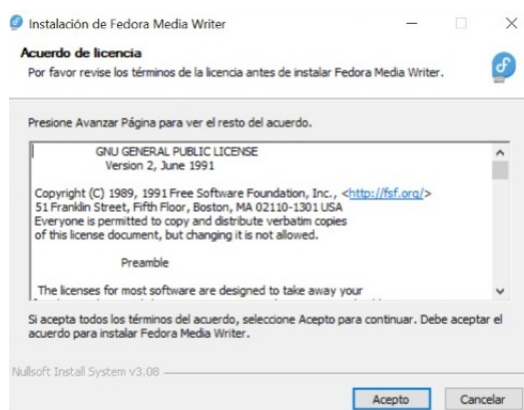 Instalación de Fedora Media Writer
Acuerdo de licencia
Por favor revise los términos de la licencia antes de instalar Fedora Media Writer.
Presione Avanzar Página para ver el resto del acuerdo.
GNU GENERAL PUBLIC LICENSE
Version 2, June 1991
Copyright (C) 1989, 1991 Free Software Foundation, Inc., <http://fsf.org/>
51 Franklin Street, Fifth Floor, Boston, MA 02110-1301 USA
Everyone is permitted to copy and distribute verbatim copies
of this license document, but changing it is not allowed.
Preamble
The licenses for most software are designed to take away your
Si acepta todos los términos del acuerdo, seleccione Acepto para continuar. Debe aceptar el
acuerdo para instalar Fedora Media Writer.
Nullsoft Install System v3.08
Acepto
Cancelar